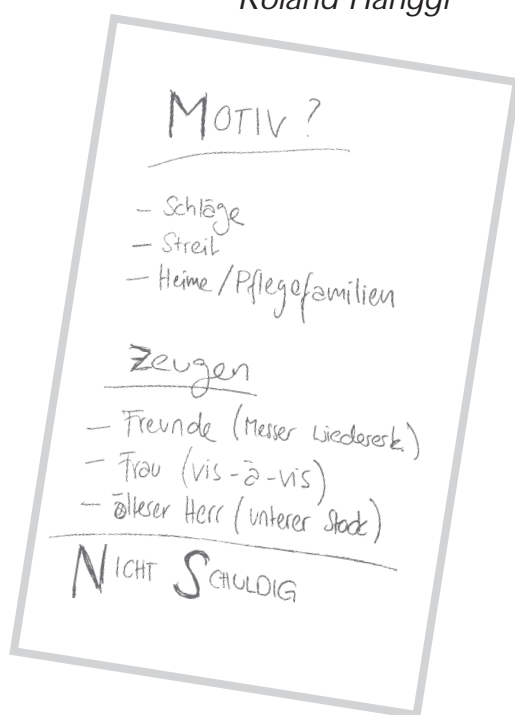 Roland Hänggi
MOTIV ?
– Schläge
– Streit
– Heime / Pflegefamilien
Zeugen
– Freunde (Messer wiedererk.)
– Frau (vis-à-vis)
– älterer Herr (unterer Stock)
NICHT SCHULDIG